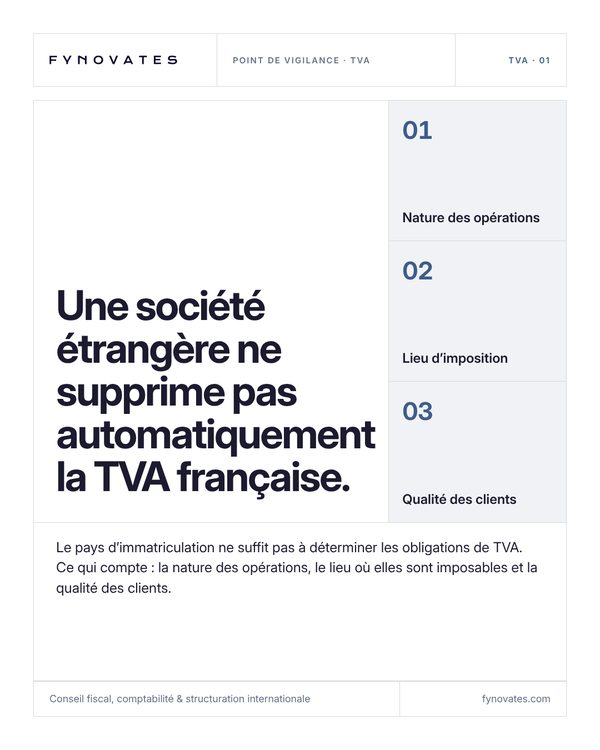 FYNOVATES
POINT DE VIGILANCE · TVA
TVA · 01
Une société
étrangère ne
supprime pas
automatiquement
la TVA française.
01
Nature des opérations
02
Lieu d’imposition
03
Qualité des clients
Le pays d’immatriculation ne suffit pas à déterminer les obligations de TVA.
Ce qui compte : la nature des opérations, le lieu où elles sont imposables et la
qualité des clients.
Conseil fiscal, comptabilité & structuration internationale
fynovates.com